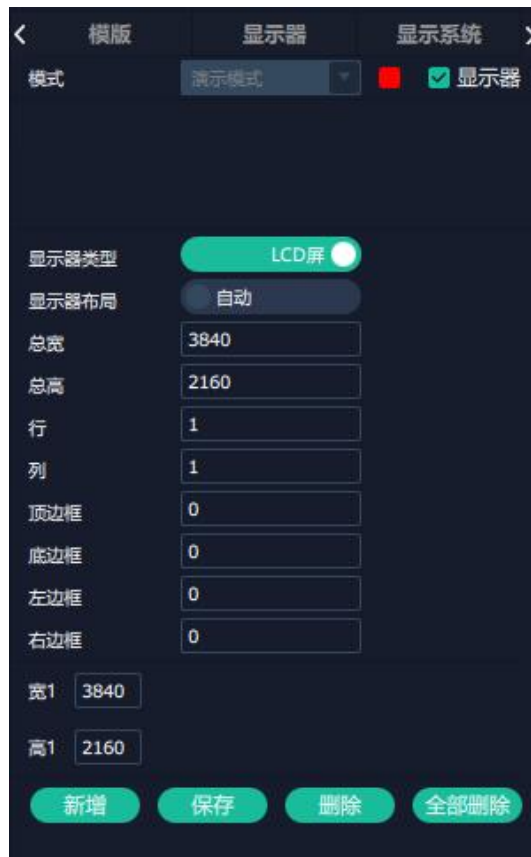 模版 显示器 显示系统
模式 演示模式 显示器
显示器类型 LCD屏
显示器布局 自动
总宽 3840
总高 2160
行 1
列 1
顶边框 0
底边框 0
左边框 0
右边框 0
宽1 3840
高1 2160
新增 保存 删除 全部删除